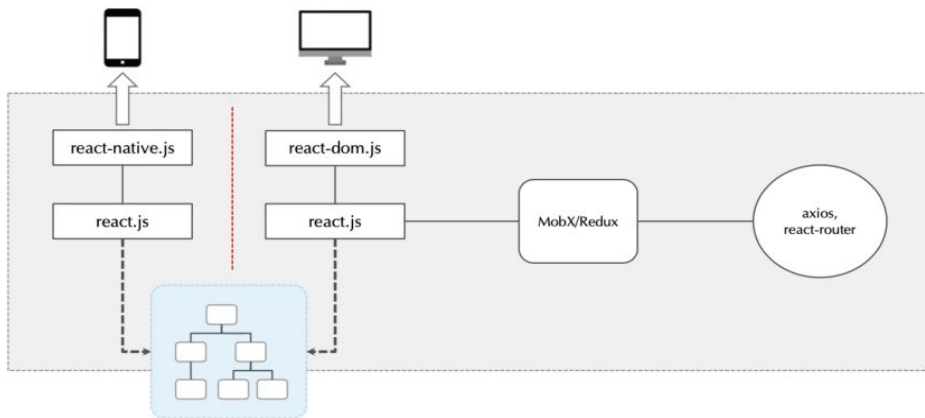 react-native.js
react-dom.js
react.js
react.js
MobX/Redux
axios,
react-router